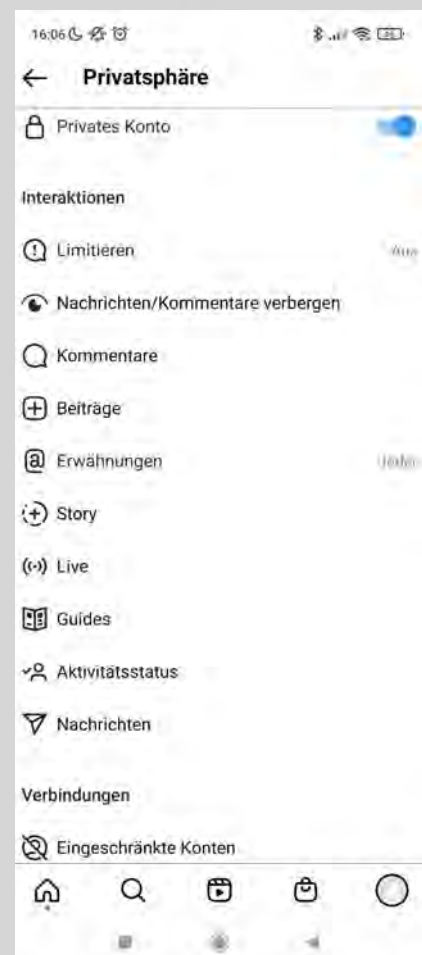 16:06
Privatsphäre
Privates Konto
Interaktionen
Limitieren
Aus
Nachrichten/Kommentare verbergen
Kommentare
Beiträge
Erwähnungen
Story
Live
Guides
Aktivitätsstatus
Nachrichten
Verbindungen
Eingeschränkte Konten